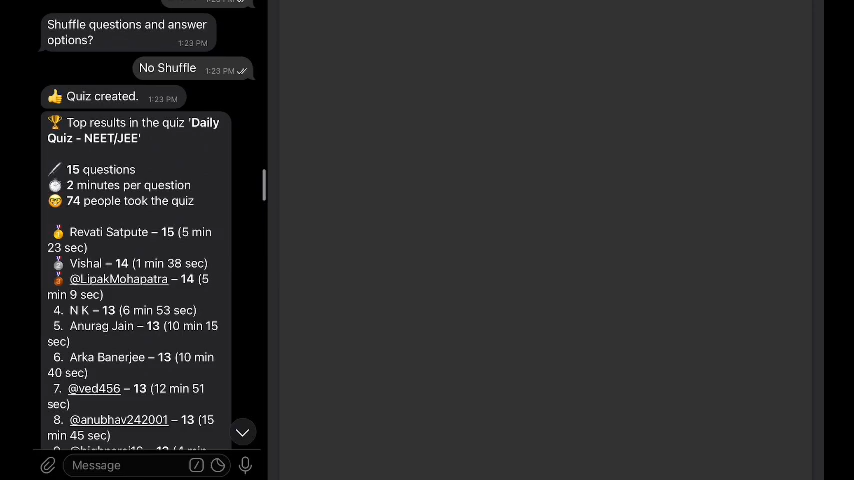 Shuffle questions and answer
options?
1:23 PM
No Shuffle 1:23 PM
👍 Quiz created. 1:23 PM
🏆 Top results in the quiz 'Daily
Quiz - NEET/JEE'
🖊 15 questions
⏱ 2 minutes per question
🤓 74 people took the quiz
🥇 Revati Satpute – 15 (5 min
23 sec)
🥈 Vishal – 14 (1 min 38 sec)
🥉 @LipakMohapatra – 14 (5
min 9 sec)
4. N K – 13 (6 min 53 sec)
5. Anurag Jain – 13 (10 min 15
sec)
6. Arka Banerjee – 13 (10 min
40 sec)
7. @ved456 – 13 (12 min 51
sec)
8. @anubhav242001 – 13 (15
min 45 sec)
Message